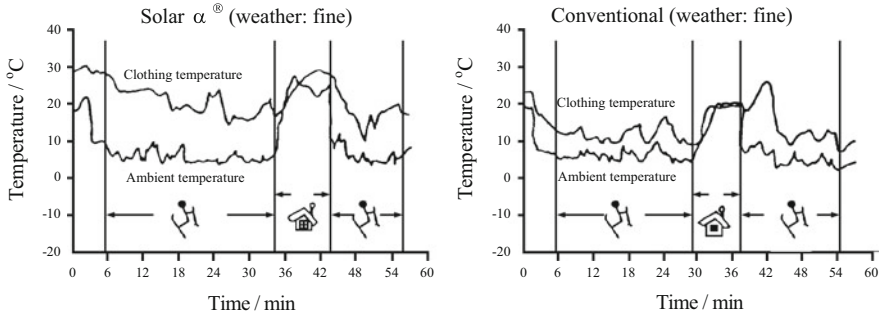 Solar α ® (weather: fine)
Temperature / °C
40
30
20
10
0
-10
-20
Clothing temperature
Ambient temperature
0 6 12 18 24 30 36 42 48 54 60
Time / min
Conventional (weather: fine)
Temperature / °C
40
30
20
10
0
-10
-20
Clothing temperature
Ambient temperature
0 6 12 18 24 30 36 42 48 54 60
Time / min